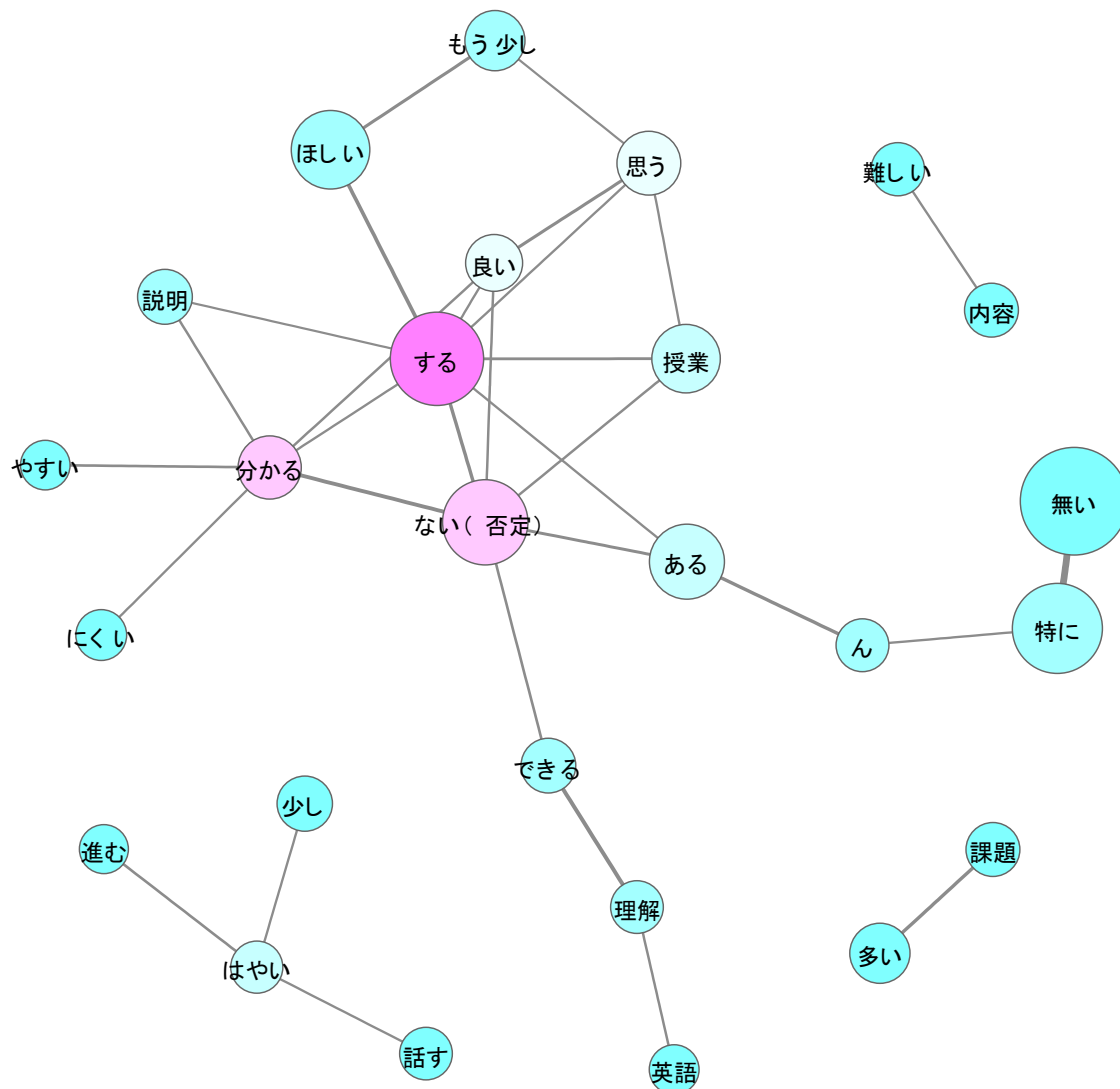 もう少し
ほしい
思う
難しい
良い
説明
内容
する
授業
やすい
分かる
無い
ない(否定)
ある
特に
にくい
ん
できる
少し
進む
課題
理解
多い
はやい
話す
英語